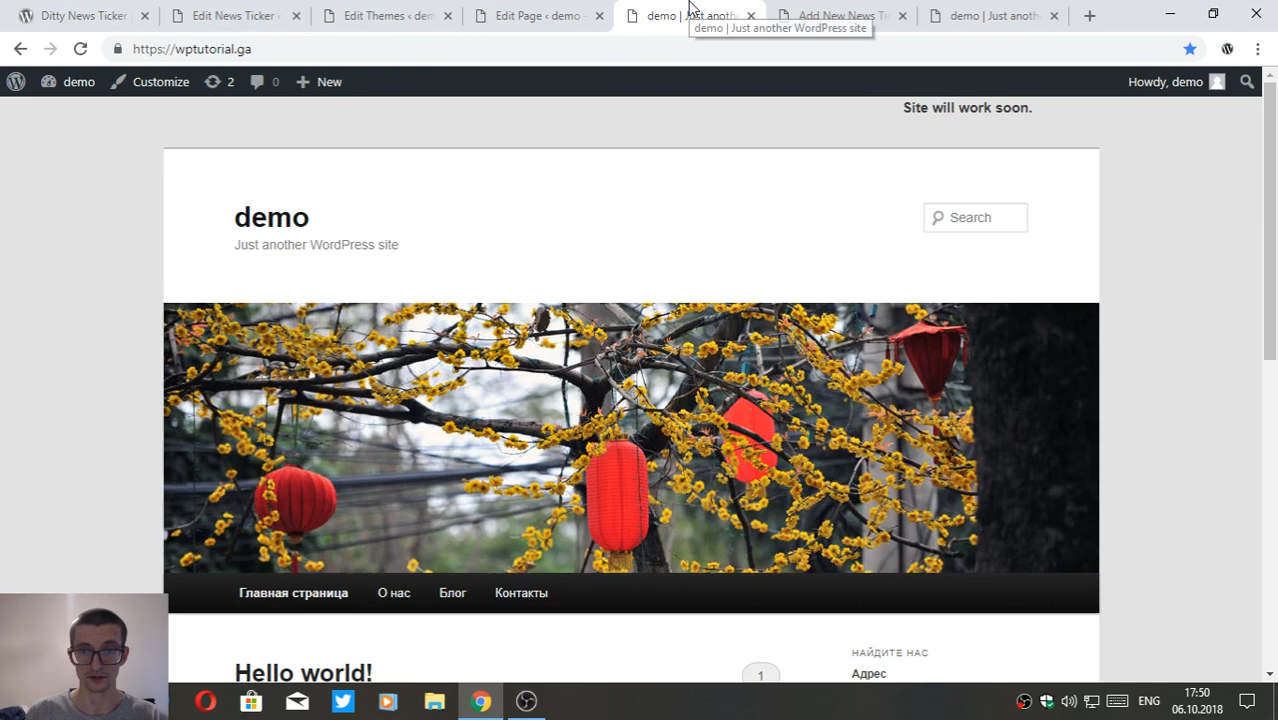 Ditty News Ticker
Edit News Ticker ‹
Edit Themes ‹ dem
Edit Page ‹ demo –
demo | Just anoth
Add New News Tic
demo | Just anoth
demo | Just another WordPress site
https://wptutorial.ga
demo
Customize
2
0
New
Howdy, demo
Site will work soon.
demo
Just another WordPress site
Search
Главная страница
О нас
Блог
Контакты
Hello world!
1
НАЙДИТЕ НАС
Адрес
ENG
17:50
06.10.2018